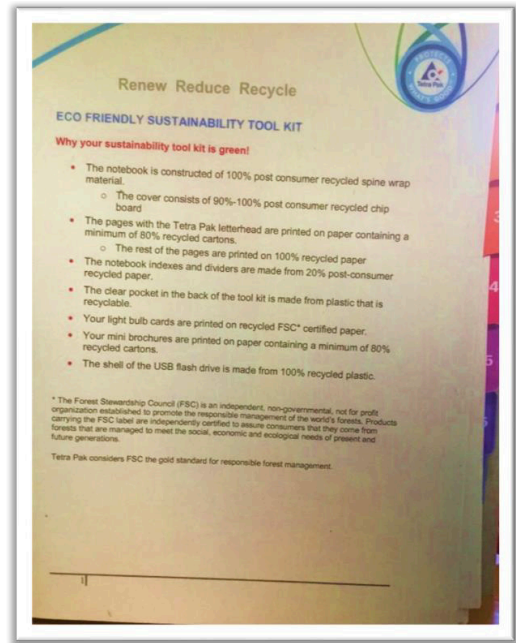 PROTECTS
WHAT'S GOOD
Tetra Pak
Renew Reduce Recycle
ECO FRIENDLY SUSTAINABILITY TOOL KIT
Why your sustainability tool kit is green!
• The notebook is constructed of 100% post consumer recycled spine wrap
material.
o The cover consists of 90%-100% post consumer recycled chip
board
• The pages with the Tetra Pak letterhead are printed on paper containing a
minimum of 80% recycled cartons.
o The rest of the pages are printed on 100% recycled paper
• The notebook indexes and dividers are made from 20% post-consumer
recycled paper.
• The clear pocket in the back of the tool kit is made from plastic that is
recyclable.
• Your light bulb cards are printed on recycled FSC* certified paper.
• Your mini brochures are printed on paper containing a minimum of 80%
recycled cartons.
• The shell of the USB flash drive is made from 100% recycled plastic.
* The Forest Stewardship Council (FSC) is an independent, non-governmental, not for profit
organization established to promote the responsible management of the world's forests. Products
carrying the FSC label are independently certified to assure consumers that they come from
forests that are managed to meet the social, economic and ecological needs of present and
future generations.
Tetra Pak considers FSC the gold standard for responsible forest management.
3
4
5